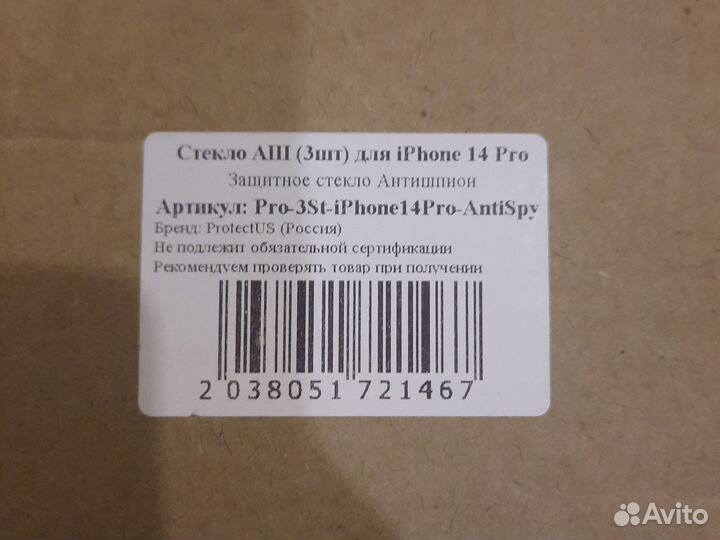 Стекло АШ (3шт) для iPhone 14 Pro
Защитное стекло Антишпион
Артикул: Pro-3St-iPhone14Pro-AntiSpy
Бренд: ProtectUS (Россия)
Не подлежит обязательной сертификации
Рекомендуем проверять товар при получении
2 038051 721467
Avito